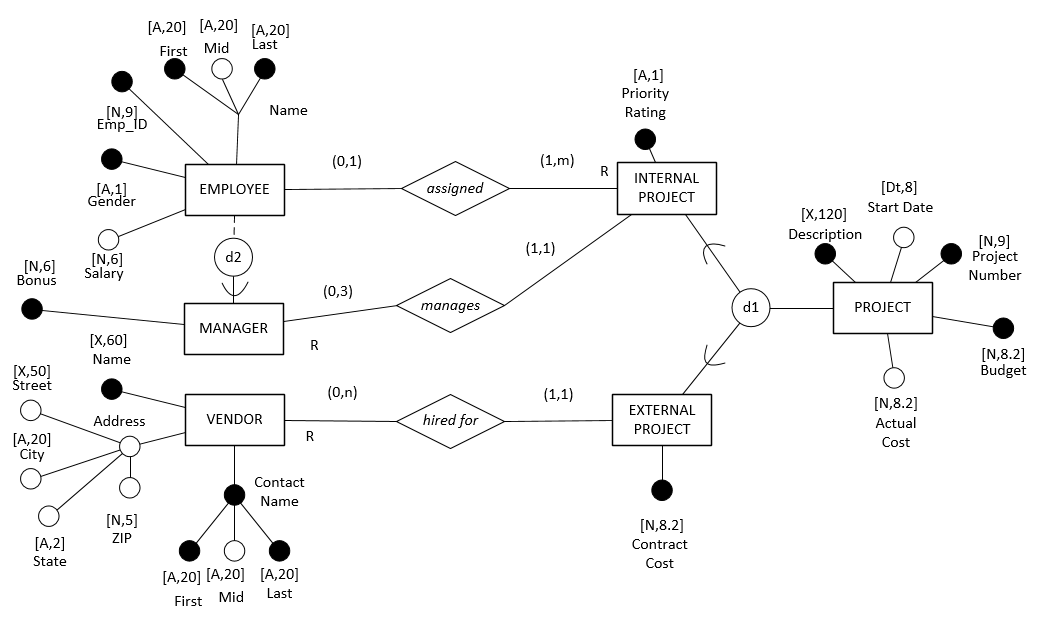 [A,20]
First
[A,20]
Mid
[A,20]
Last
Name
[N,9]
Emp_ID
[A,1]
Gender
[N,6]
Salary
EMPLOYEE
(0,1)
assigned
(1,m)
R
[A,1]
Priority
Rating
INTERNAL
PROJECT
d2
[N,6]
Bonus
MANAGER
R
(0,3)
manages
(1,1)
[X,120]
Description
[Dt,8]
Start Date
[N,9]
Project
Number
d1
PROJECT
[N,8.2]
Budget
[N,8.2]
Actual
Cost
[X,60]
Name
[X,50]
Street
Address
[A,20]
City
[A,2]
State
[N,5]
ZIP
VENDOR
R
(0,n)
hired for
(1,1)
EXTERNAL
PROJECT
[N,8.2]
Contract
Cost
Contact
Name
[A,20]
First
[A,20]
Mid
[A,20]
Last